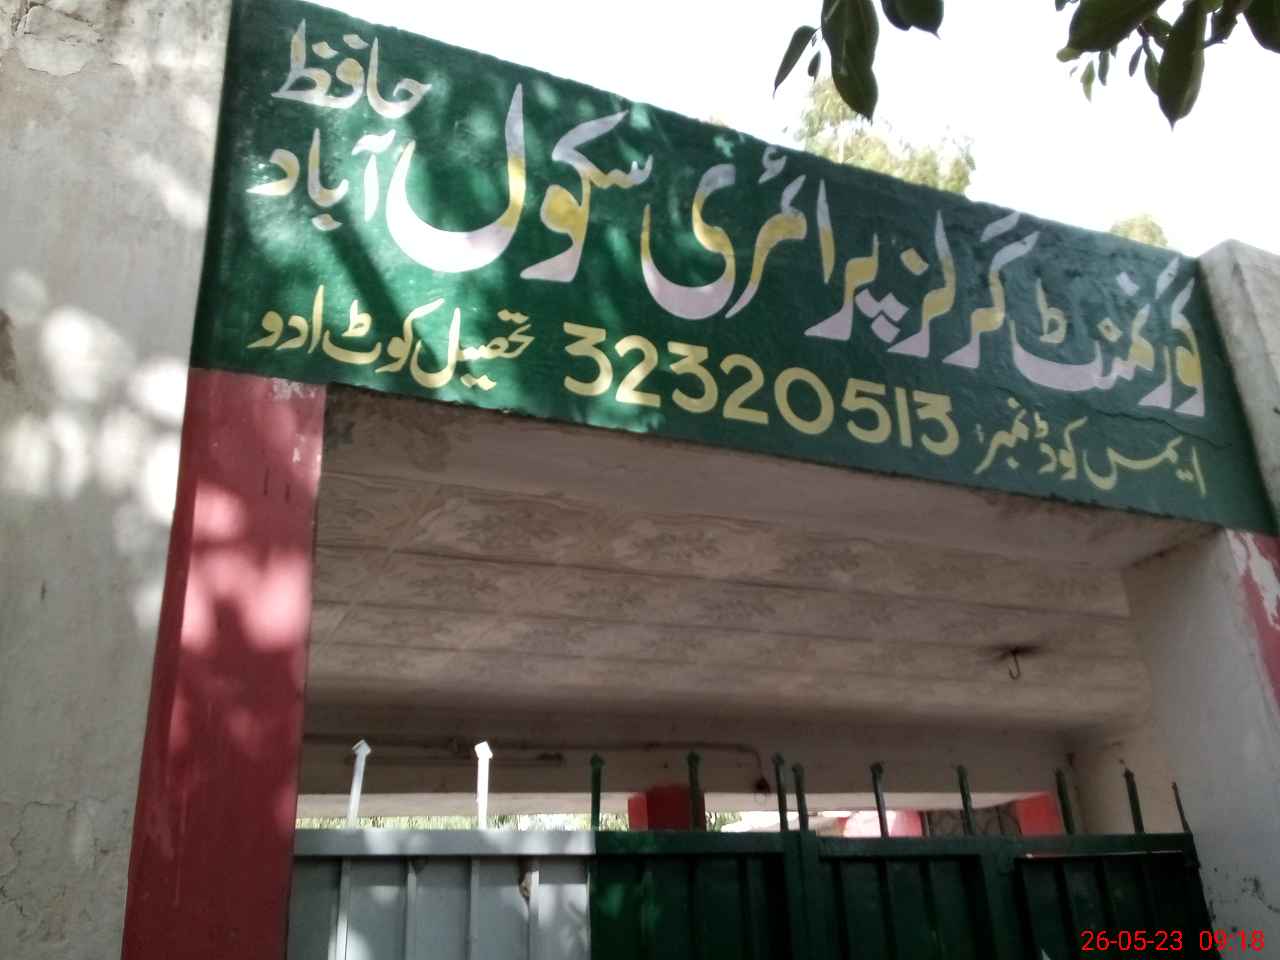 گورنمنٹ گرلز پرائمری سکول حافظ آباد
ایمس کوڈ نمبر 32320513 تحصیل کوٹ ادو
26-05-23 09:18